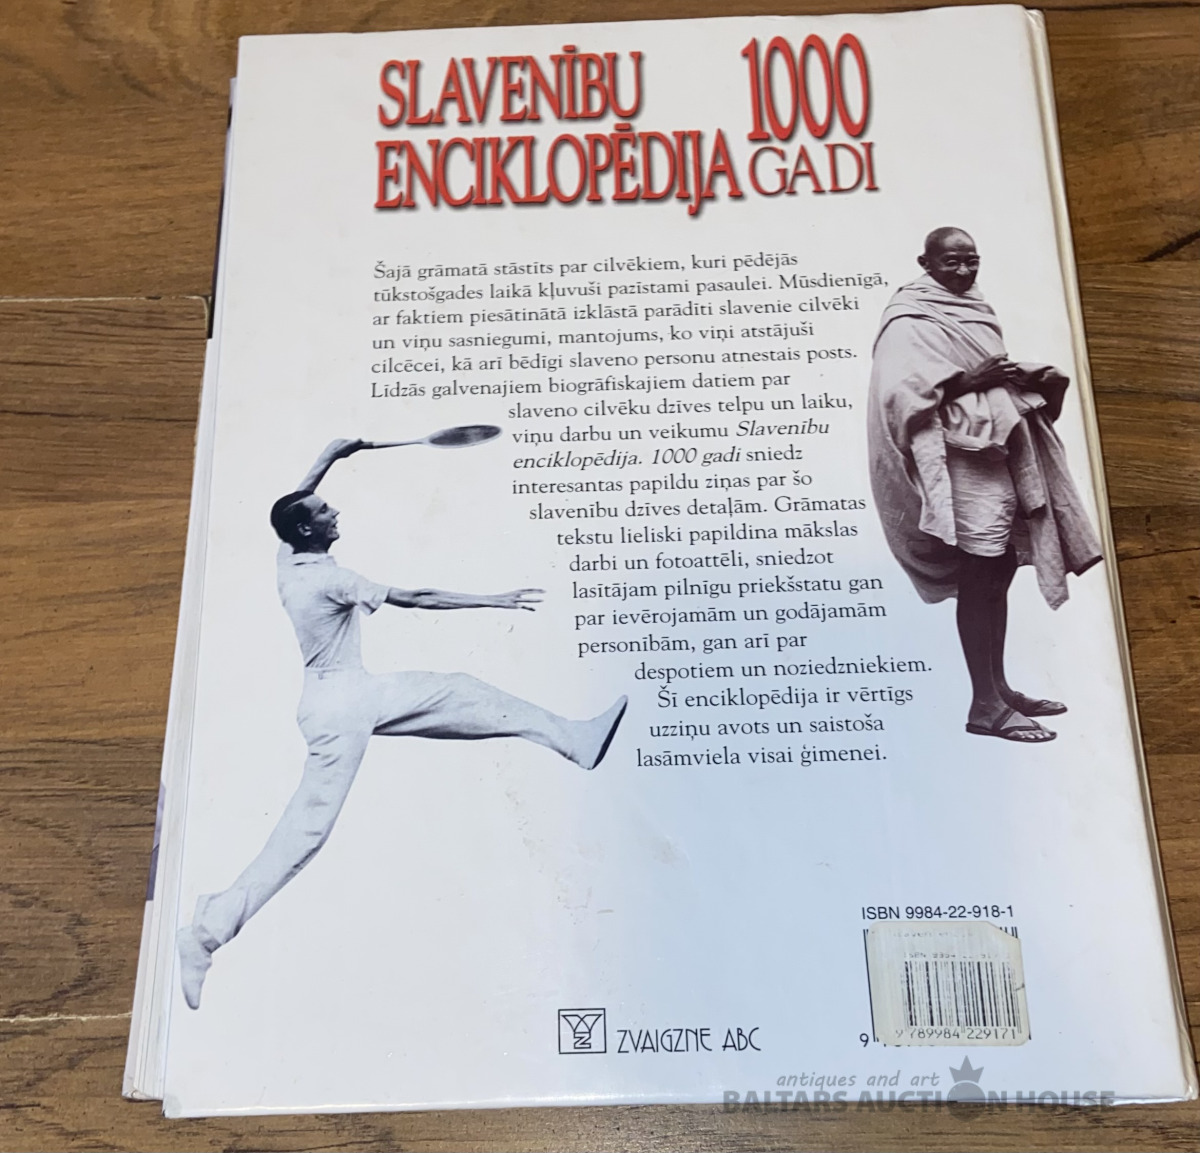 SLAVENĪBU
ENCIKLOPĒDIJA
1000
GADI
Šajā grāmatā stāstīts par cilvēkiem, kuri pēdējās
tūkstošgades laikā kļuvuši pazīstami pasaulei. Mūsdienīgā,
ar faktiem piesātinātā izklāstā parādīti slavenie cilvēki
un viņu sasniegumi, mantojums, ko viņi atstājuši
cilcēcei, kā arī bēdīgi slaveno personu atnestais posts.
Līdzās galvenajiem biogrāfiskajiem datiem par
slaveno cilvēku dzīves telpu un laiku,
viņu darbu un veikumu Slavenību
enciklopēdija. 1000 gadi sniedz
interesantas papildu ziņas par šo
slavenību dzīves detaļām. Grāmatas
tekstu lieliski papildina mākslas
darbi un fotoattēli, sniedzot
lasītājam pilnīgu priekšstatu gan
par ievērojamām un godājamām
personībām, gan arī par
despotiem un noziedzniekiem.
Šī enciklopēdija ir vērtīgs
uzziņu avots un saistoša
lasāmviela visai ģimenei.
ISBN 9984-22-918-1
9 789984 229171
9
ZVAIGZNE ABC
antiques and art
BALTARS AUCTION HOUSE